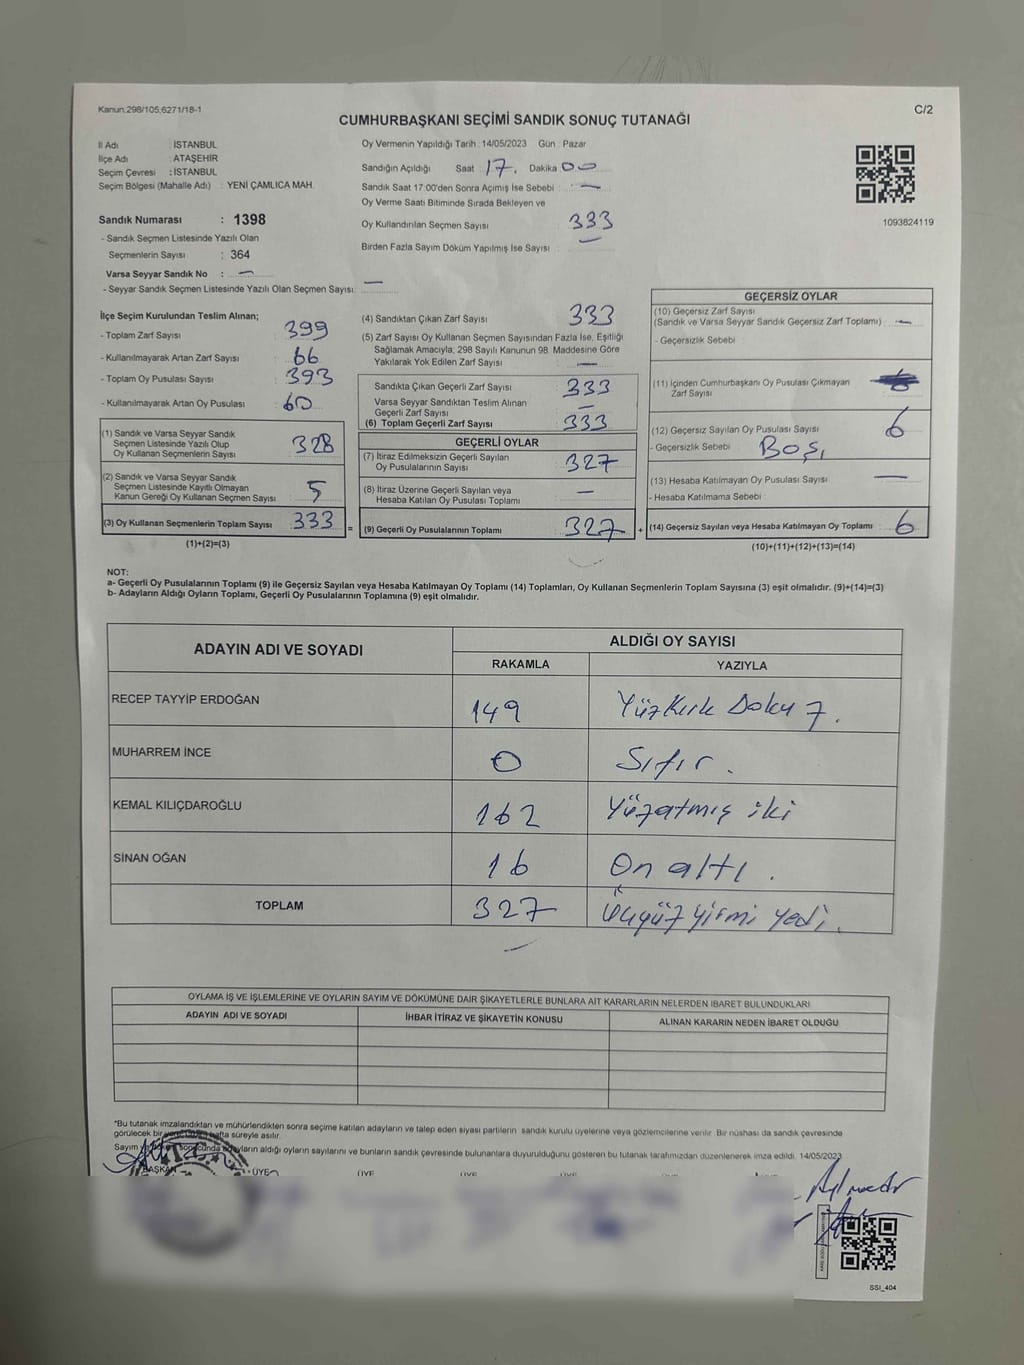 Kanun.298/105,6271/18-1
C/2
CUMHURBAŞKANI SEÇİMİ SANDIK SONUÇ TUTANAĞI
İl Adı : İSTANBUL
İlçe Adı : ATAŞEHİR
Seçim Çevresi : İSTANBUL
Seçim Bölgesi (Mahalle Adı) : YENİ ÇAMLICA MAH.
Sandık Numarası : 1398
- Sandık Seçmen Listesinde Yazılı Olan
Seçmenlerin Sayısı : 364
Varsa Seyyar Sandık No : —
- Seyyar Sandık Seçmen Listesinde Yazılı Olan Seçmen Sayısı: —
Oy Vermenin Yapıldığı Tarih : 14/05/2023 Gün : Pazar
Sandığın Açıldığı Saat 17. Dakika 00
Sandık Saat 17:00'den Sonra Açımış İse Sebebi : —
Oy Verme Saati Bitiminde Sırada Bekleyen ve
Oy Kullandırılan Seçmen Sayısı 333
Birden Fazla Sayım Döküm Yapılmış İse Sayısı : —
1093824119
İlçe Seçim Kurulundan Teslim Alınan;
- Toplam Zarf Sayısı : 399
- Kullanılmayarak Artan Zarf Sayısı : 66
- Toplam Oy Pusulası Sayısı : 393
- Kullanılmayarak Artan Oy Pusulası : 60
(1) Sandık ve Varsa Seyyar Sandık
Seçmen Listesinde Yazılı Olup
Oy Kullanan Seçmenlerin Sayısı : 328
(2) Sandık ve Varsa Seyyar Sandık
Seçmen Listesinde Kayıtlı Olmayan
Kanun Gereği Oy Kullanan Seçmen Sayısı : 5
(3) Oy Kullanan Seçmenlerin Toplam Sayısı : 333 =
(1)+(2)=(3)
(4) Sandıktan Çıkan Zarf Sayısı : 333
(5) Zarf Sayısı Oy Kullanan Seçmen Sayısından Fazla İse, Eşitliği
Sağlamak Amacıyla, 298 Sayılı Kanunun 98. Maddesine Göre
Yakılarak Yok Edilen Zarf Sayısı : —
Sandıkta Çıkan Geçerli Zarf Sayısı : 333
Varsa Seyyar Sandıktan Teslim Alınan
Geçerli Zarf Sayısı : —
(6) Toplam Geçerli Zarf Sayısı : 333
GEÇERLİ OYLAR
(7) İtiraz Edilmeksizin Geçerli Sayılan
Oy Pusulalarının Sayısı : 327
(8) İtiraz Üzerine Geçerli Sayılan veya
Hesaba Katılan Oy Pusulası Toplamı : —
(9) Geçerli Oy Pusulalarının Toplamı : 327 +
GEÇERSİZ OYLAR
(10) Geçersiz Zarf Sayısı
(Sandık ve Varsa Seyyar Sandık Geçersiz Zarf Toplamı) : —
- Geçersizlik Sebebi :
(11) İçinden Cumhurbaşkanı Oy Pusulası Çıkmayan
Zarf Sayısı
(12) Geçersiz Sayılan Oy Pusulası Sayısı : 6
- Geçersizlik Sebebi : BOŞ,
(13) Hesaba Katılmayan Oy Pusulası Sayısı : —
- Hesaba Katılmama Sebebi :
(14) Geçersiz Sayılan veya Hesaba Katılmayan Oy Toplamı : 6
(10)+(11)+(12)+(13)=(14)
NOT:
a- Geçerli Oy Pusulalarının Toplamı (9) ile Geçersiz Sayılan veya Hesaba Katılmayan Oy Toplamı (14) Toplamları, Oy Kullanan Seçmenlerin Toplam Sayısına (3) eşit olmalıdır. (9)+(14)=(3)
b- Adayların Aldığı Oyların Toplamı, Geçerli Oy Pusulalarının Toplamına (9) eşit olmalıdır.
ADAYIN ADI VE SOYADI
ALDIĞI OY SAYISI
RAKAMLA YAZIYLA
RECEP TAYYİP ERDOĞAN 149 Yüzkırk Dokuz.
MUHARREM İNCE 0 Sıfır.
KEMAL KILIÇDAROĞLU 162 Yüzatmış iki
SİNAN OĞAN 16 On altı.
TOPLAM 327 Üçyüz yirmi yedi.
OYLAMA İŞ VE İŞLEMLERİNE VE OYLARIN SAYIM VE DÖKÜMÜNE DAİR ŞİKAYETLERLE BUNLARA AİT KARARLARIN NELERDEN İBARET BULUNDUKLARI
ADAYIN ADI VE SOYADI İHBAR İTİRAZ VE ŞİKAYETİN KONUSU ALINAN KARARIN NEDEN İBARET OLDUĞU
*Bu tutanak imzalandıktan ve mühürlendikten sonra seçime katılan adayların ve talep eden siyasi partilerin sandık kurulu üyelerine veya gözlemcilerine verilir. Bir nüshası da sandık çevresinde
görülecek bir hafta süreyle asılır.
Sayım sonucunda adayların aldığı oyların sayılarını ve bunların sandık çevresinde bulunanlara duyurulduğunu gösteren bu tutanak tarafımızdan düzenlenerek imza edildi. 14/05/2023
BAŞKAN ÜYE ÜYE ÜYE ÜYE
SSI_404